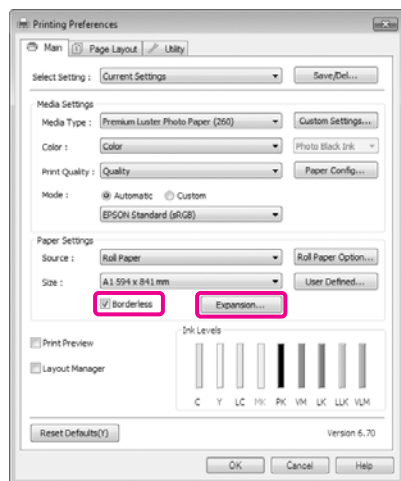 Printing Preferences
Main Page Layout Utility
Select Setting : Current Settings Save/Del...
Media Settings
Media Type : Premium Luster Photo Paper (260) Custom Settings...
Color : Color Photo Black Ink
Print Quality : Quality Paper Config...
Mode : Automatic Custom
EPSON Standard (sRGB)
Paper Settings
Source : Roll Paper Roll Paper Option...
Size : A1 594 x 841 mm User Defined...
Borderless Expansion...
Ink Levels
Print Preview
Layout Manager
C Y LC MK PK VM LK LLK VLM
Reset Defaults(Y) Version 6.70
OK Cancel Help